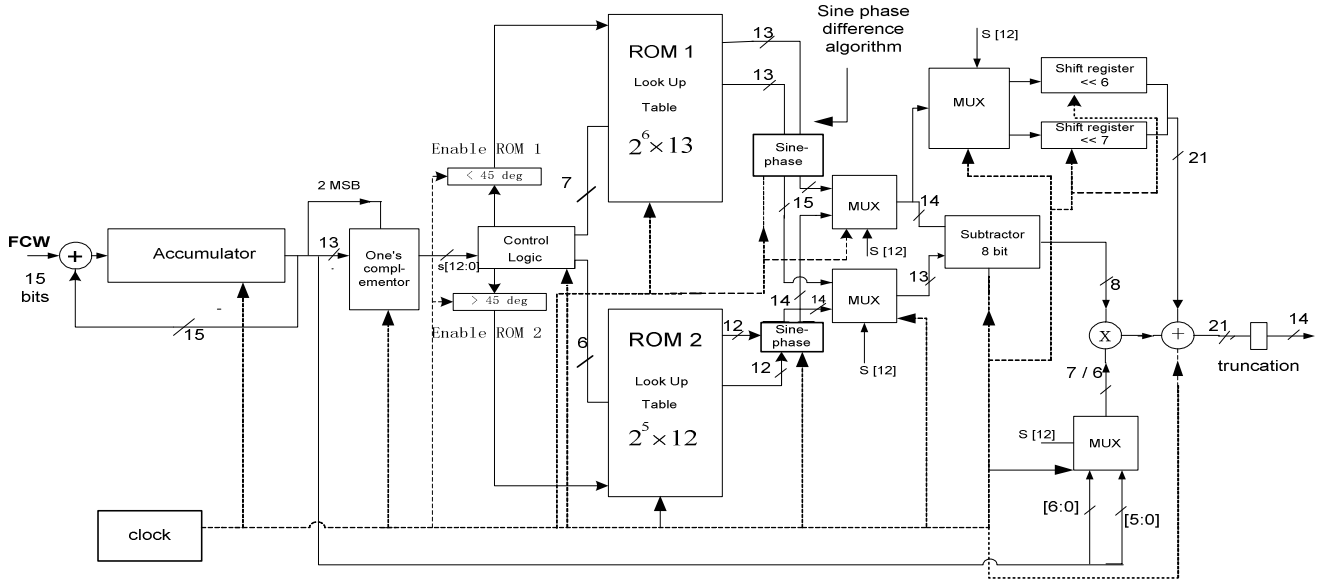 Sine phase
difference
algorithm
ROM 1
Look Up
Table
2^6 × 13
13
13
S [12]
MUX
Shift register
<< 6
Shift register
<< 7
21
Enable ROM 1
< 45 deg
7
Sine-
phase
15
MUX
14
S [12]
2 MSB
FCW
15
bits
+
Accumulator
13
15
One's
compl-
ementor
s[12:0]
Control
Logic
> 45 deg
Enable ROM 2
6
ROM 2
Look Up
Table
2^5 × 12
12
12
14
14
Sine-
phase
MUX
13
S [12]
Subtractor
8 bit
8
X
+
21
14
truncation
7 / 6
S [12]
MUX
[6:0]
[5:0]
clock